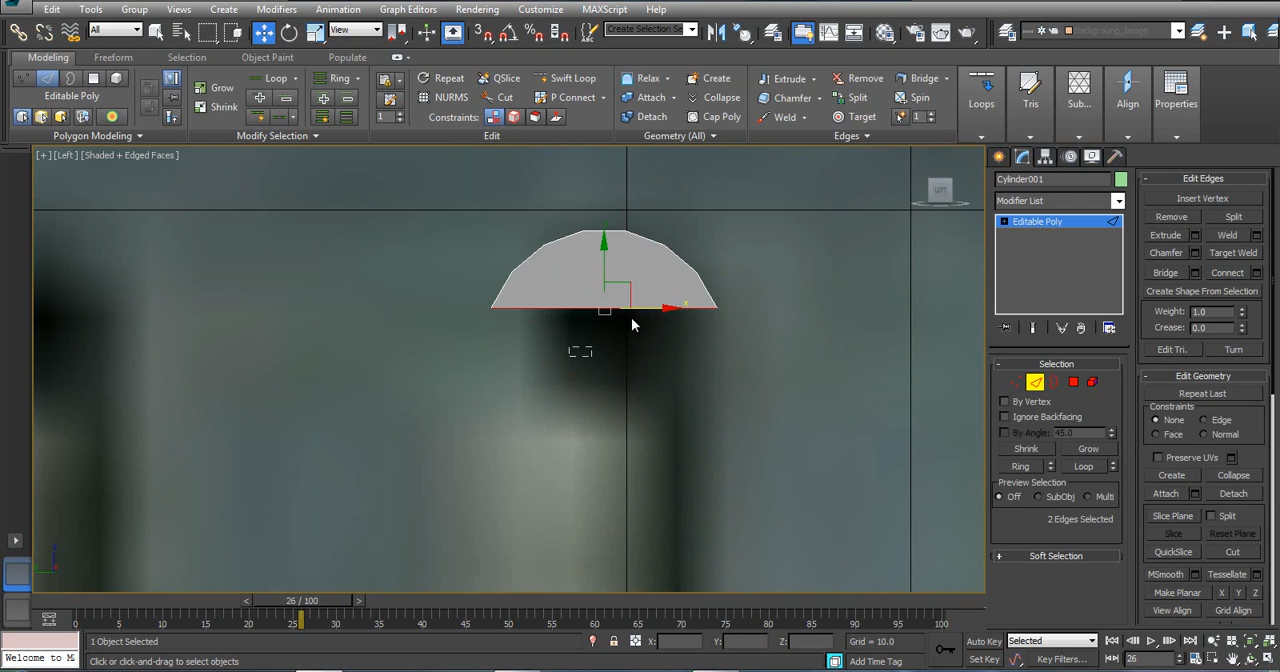 Edit Tools Group Views Create Modifiers Animation Graph Editors Rendering Customize MAXScript Help
All View Create Selection Se
Background_Image
Modeling Freeform Selection Object Paint Populate
Loop Ring Repeat QSlice Swift Loop Relax Create Extrude Remove Bridge
Editable Poly Grow NURMS Cut P Connect Attach Collapse Chamfer Split Spin Loops Tris Sub... Align Properties
Shrink 1 Constraints: Detach Cap Poly Weld Target 1
Polygon Modeling Modify Selection Edit Geometry (All) Edges
[+] [Left] [Shaded + Edged Faces]
LEFT
x
z
Cylinder001
Modifier List
Editable Poly
Selection
By Vertex
Ignore Backfacing
By Angle: 45.0
Shrink Grow
Ring Loop
Preview Selection
Off SubObj Multi
2 Edges Selected
Soft Selection
Edit Edges
Insert Vertex
Remove Split
Extrude Weld
Chamfer Target Weld
Bridge Connect
Create Shape From Selection
Weight: 1.0
Crease: 0.0
Edit Tri. Turn
Edit Geometry
Repeat Last
Constraints
None Edge
Face Normal
Preserve UVs
Create Collapse
Attach Detach
Slice Plane Split
Slice Reset Plane
QuickSlice Cut
MSmooth Tessellate
Make Planar X Y Z
View Align Grid Align
< 26 / 100 >
0 5 10 15 20 25 30 35 40 45 50 55 60 65 70 75 80 85 90 95 100
1 Object Selected X: Y: Z: Grid = 10.0 Auto Key Selected
Welcome to M Click or click-and-drag to select objects Add Time Tag Set Key Key Filters... 26